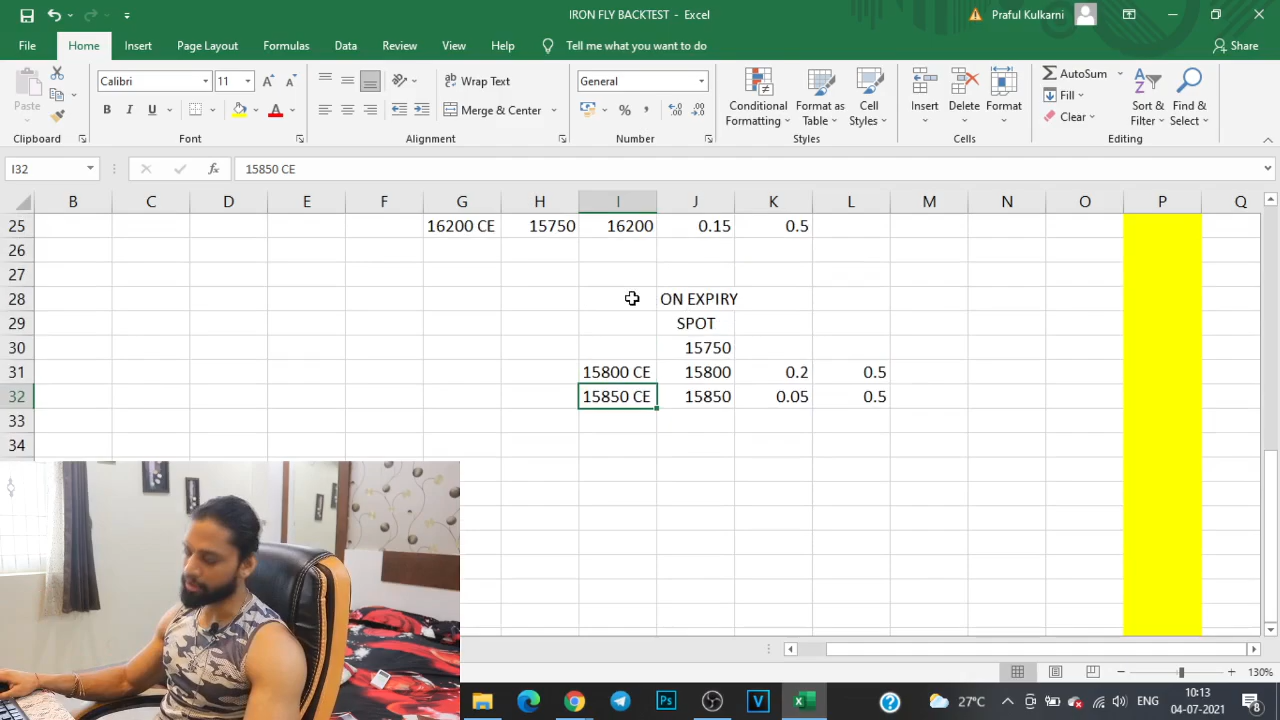 IRON FLY BACKTEST - Excel
Praful Kulkarni
File Home Insert Page Layout Formulas Data Review View Help Tell me what you want to do Share
Paste
Calibri 11
B I U
Wrap Text
Merge & Center
General
Conditional Formatting
Format as Table
Cell Styles
Insert Delete Format
AutoSum
Fill
Clear
Sort & Filter
Find & Select
Clipboard Font Alignment Number Styles Cells Editing
I32 fx 15850 CE
B C D E F G H I J K L M N O P Q
25 16200 CE 15750 16200 0.15 0.5
26
27
28 ON EXPIRY
29 SPOT
30 15750
31 15800 CE 15800 0.2 0.5
32 15850 CE 15850 0.05 0.5
33
34
130%
27°C ENG 10:13
04-07-2021